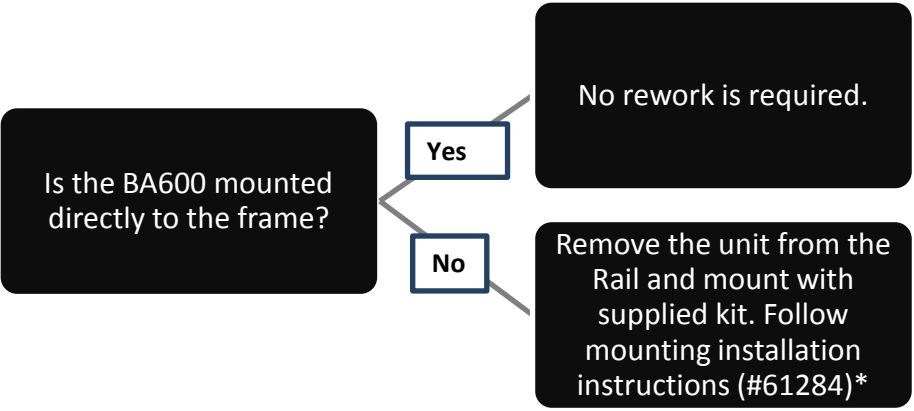 Is the BA600 mounted
directly to the frame?
Yes
No rework is required.
No
Remove the unit from the
Rail and mount with
supplied kit. Follow
mounting installation
instructions (#61284)*